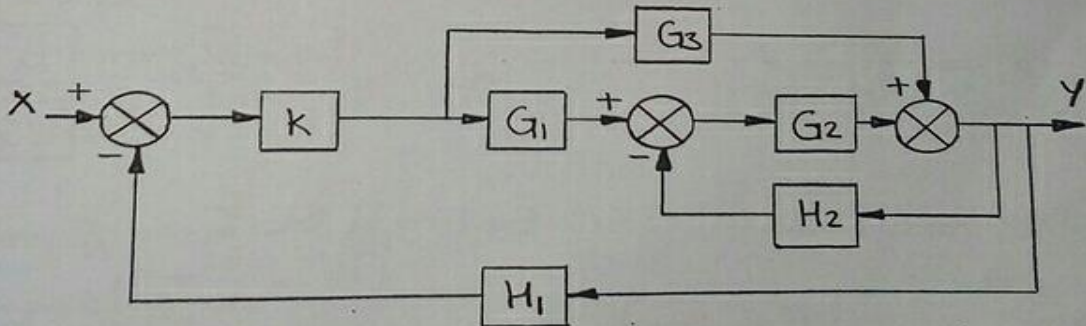 G3
X + K G1 + G2 + + Y
-
-
H2
H1